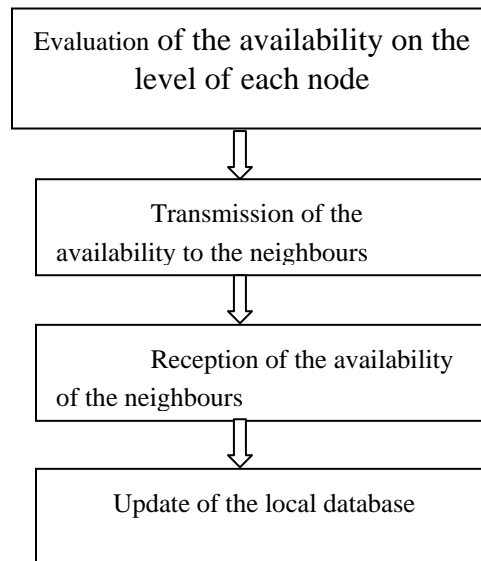 Evaluation of the availability on the
level of each node
Transmission of the
availability to the neighbours
Reception of the availability
of the neighbours
Update of the local database